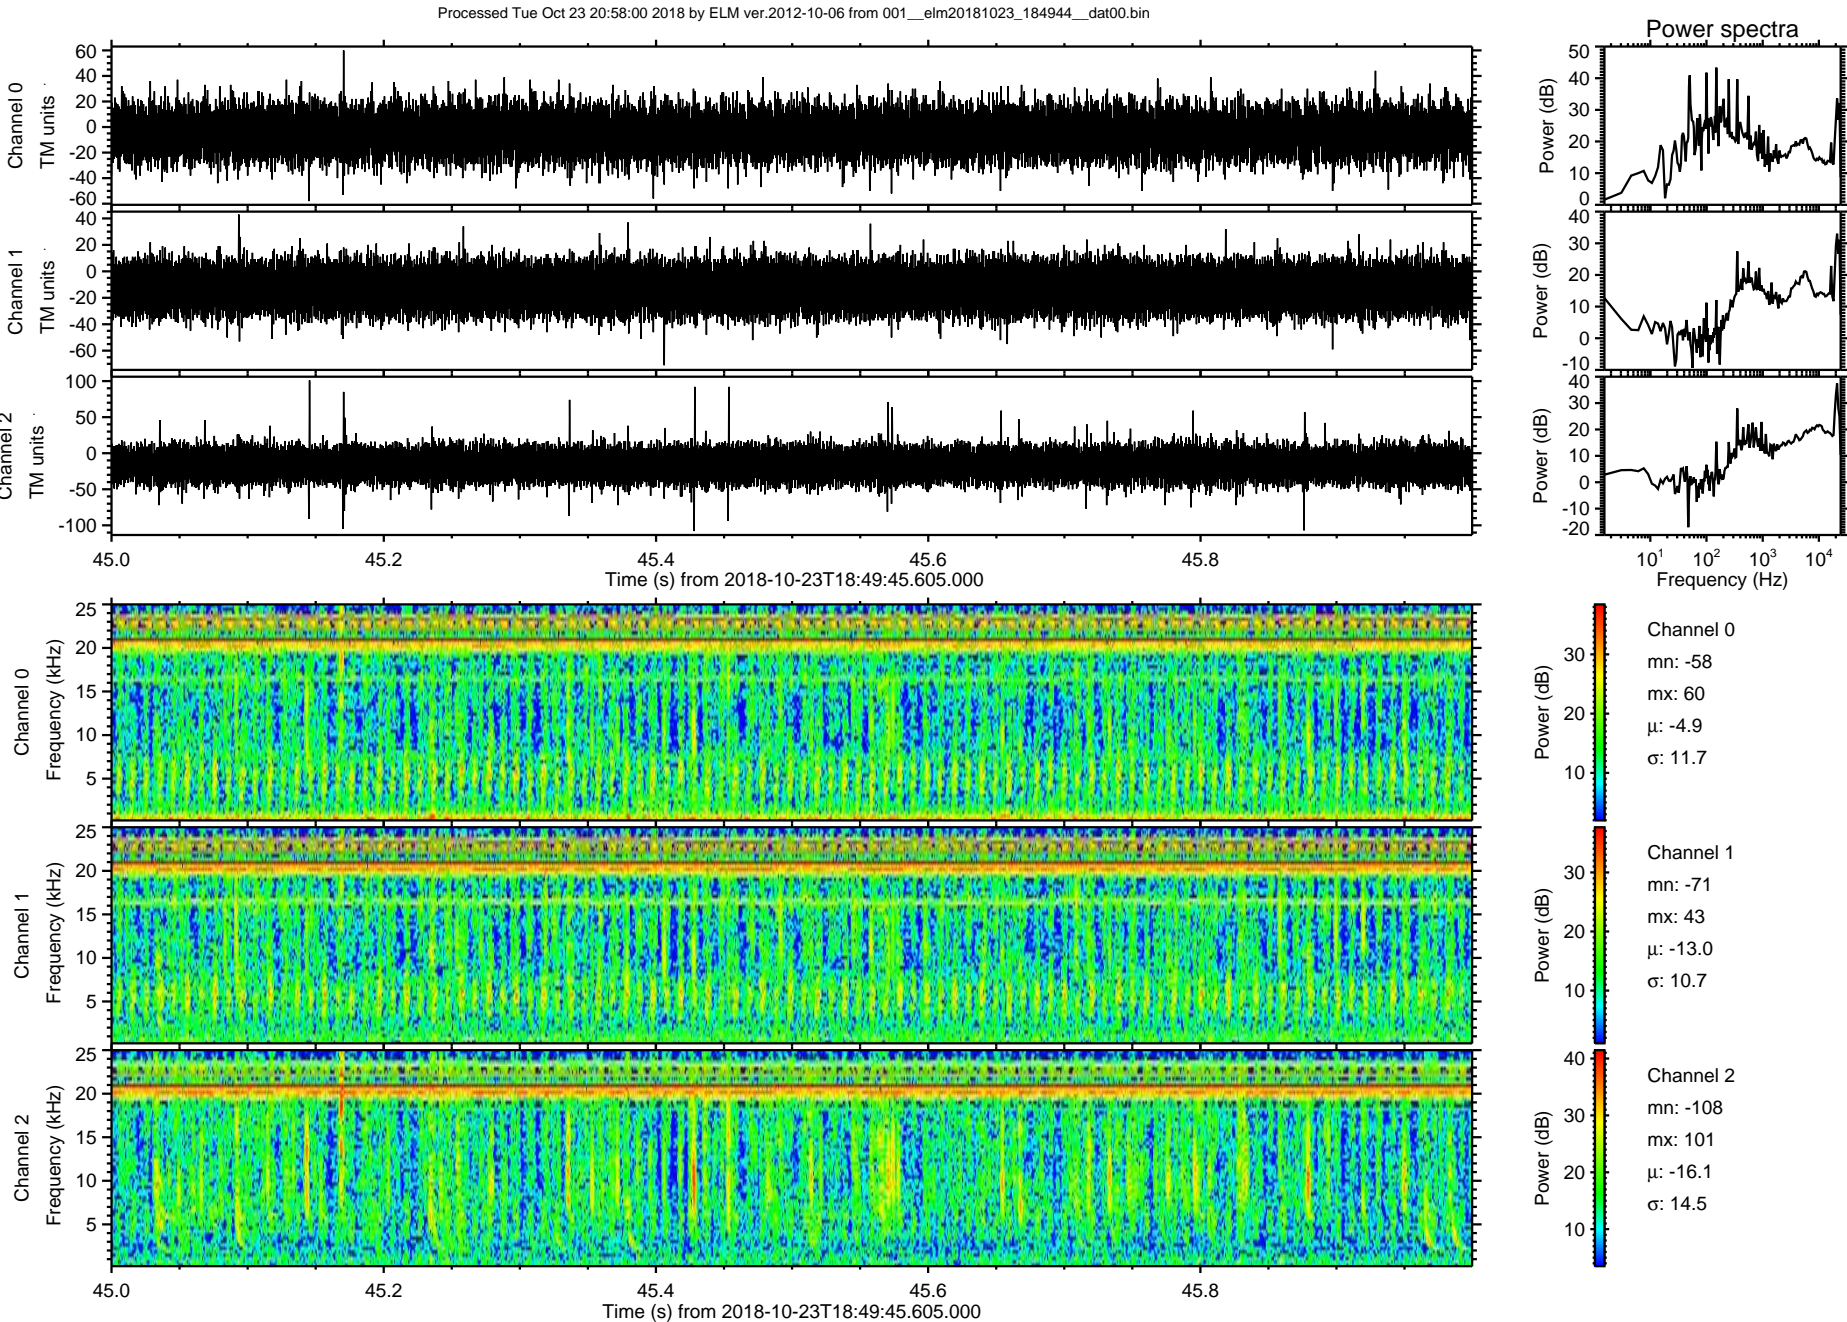 Processed Tue Oct 23 20:58:00 2018 by ELM ver.2012-10-06 from 001__elm20181023_184944__dat00.bin
Power spectra
Channel 0
TM units
60
40
20
0
-20
-40
-60
Power (dB)
50
40
30
20
10
0
Channel 1
TM units
40
20
0
-20
-40
-60
Power (dB)
40
30
20
10
0
-10
Channel 2
TM units
100
50
0
-50
-100
Power (dB)
40
30
20
10
0
-10
-20
45.0 45.2 45.4 45.6 45.8
Time (s) from 2018-10-23T18:49:45.605.000
10^1 10^2 10^3 10^4
Frequency (Hz)
Channel 0
Frequency (kHz)
25
20
15
10
5
Power (dB)
30
20
10
Channel 0
mn: -58
mx: 60
μ: -4.9
σ: 11.7
Channel 1
Frequency (kHz)
25
20
15
10
5
Power (dB)
30
20
10
Channel 1
mn: -71
mx: 43
μ: -13.0
σ: 10.7
Channel 2
Frequency (kHz)
25
20
15
10
5
Power (dB)
40
30
20
10
Channel 2
mn: -108
mx: 101
μ: -16.1
σ: 14.5
45.0 45.2 45.4 45.6 45.8
Time (s) from 2018-10-23T18:49:45.605.000